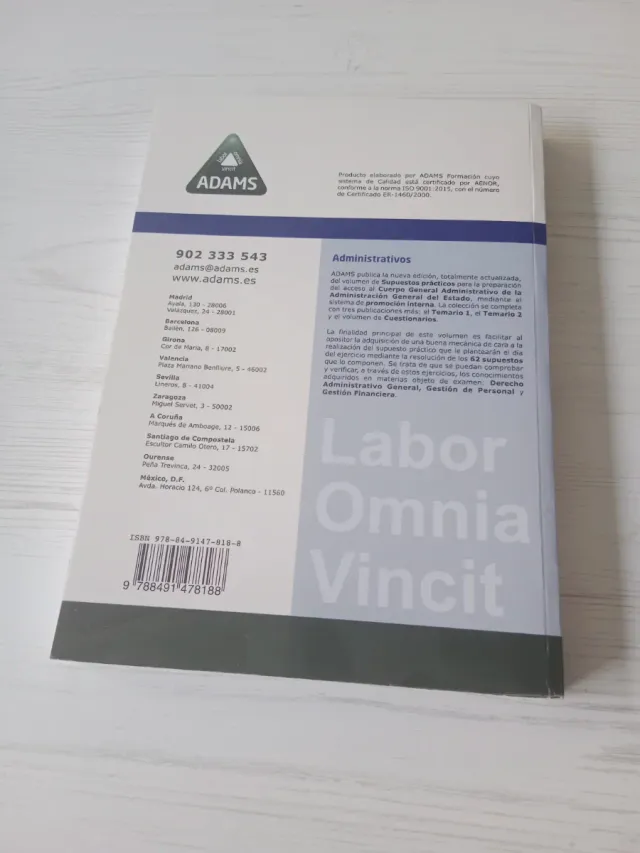 labor
omnia
vincit
ADAMS
Producto elaborado por ADAMS Formación cuyo
sistema de Calidad está certificado por AENOR,
conforme a la norma ISO 9001:2015, con el número
de Certificado ER-1460/2000.
902 333 543
adams@adams.es
www.adams.es
Madrid
Ayala, 130 - 28006
Velázquez, 24 - 28001
Barcelona
Bailén, 126 - 08009
Girona
Cor de Maria, 8 - 17002
Valencia
Plaza Mariano Benlliure, 5 - 46002
Sevilla
Lineros, 8 - 41004
Zaragoza
Miguel Servet, 3 - 50002
A Coruña
Marqués de Amboage, 12 - 15006
Santiago de Compostela
Escultor Camilo Otero, 17 - 15702
Ourense
Peña Trevinca, 24 - 32005
México, D.F.
Avda. Horacio 124, 6º Col. Polanco - 11560
ISBN 978-84-9147-818-8
9 788491 478188
Administrativos
ADAMS publica la nueva edición, totalmente actualizada,
del volumen de Supuestos prácticos para la preparación
del acceso al Cuerpo General Administrativo de la
Administración General del Estado, mediante el
sistema de promoción interna. La colección se completa
con tres publicaciones más: el Temario 1, el Temario 2
y el volumen de Cuestionarios.
La finalidad principal de este volumen es facilitar al
opositor la adquisición de una buena mecánica de cara a la
realización del supuesto práctico que le plantearán el día
del ejercicio mediante la resolución de los 62 supuestos
que lo componen. Se trata de que se puedan comprobar
y verificar, a través de estos ejercicios, los conocimientos
adquiridos en materias objeto de examen: Derecho
Administrativo General, Gestión de Personal y
Gestión Financiera.
Labor
Omnia
Vincit